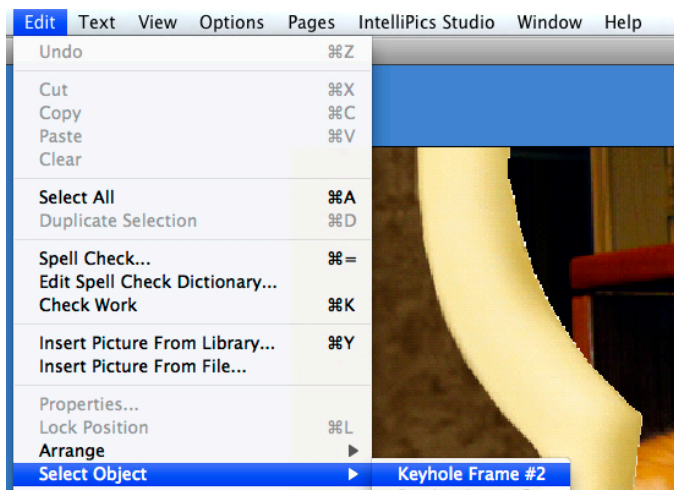 Edit Text View Options Pages IntelliPics Studio Window Help
Undo ⌘Z
Cut ⌘X
Copy ⌘C
Paste ⌘V
Clear
Select All ⌘A
Duplicate Selection ⌘D
Spell Check... ⌘=
Edit Spell Check Dictionary...
Check Work ⌘K
Insert Picture From Library... ⌘Y
Insert Picture From File...
Properties...
Lock Position ⌘L
Arrange ▶
Select Object ▶ Keyhole Frame #2